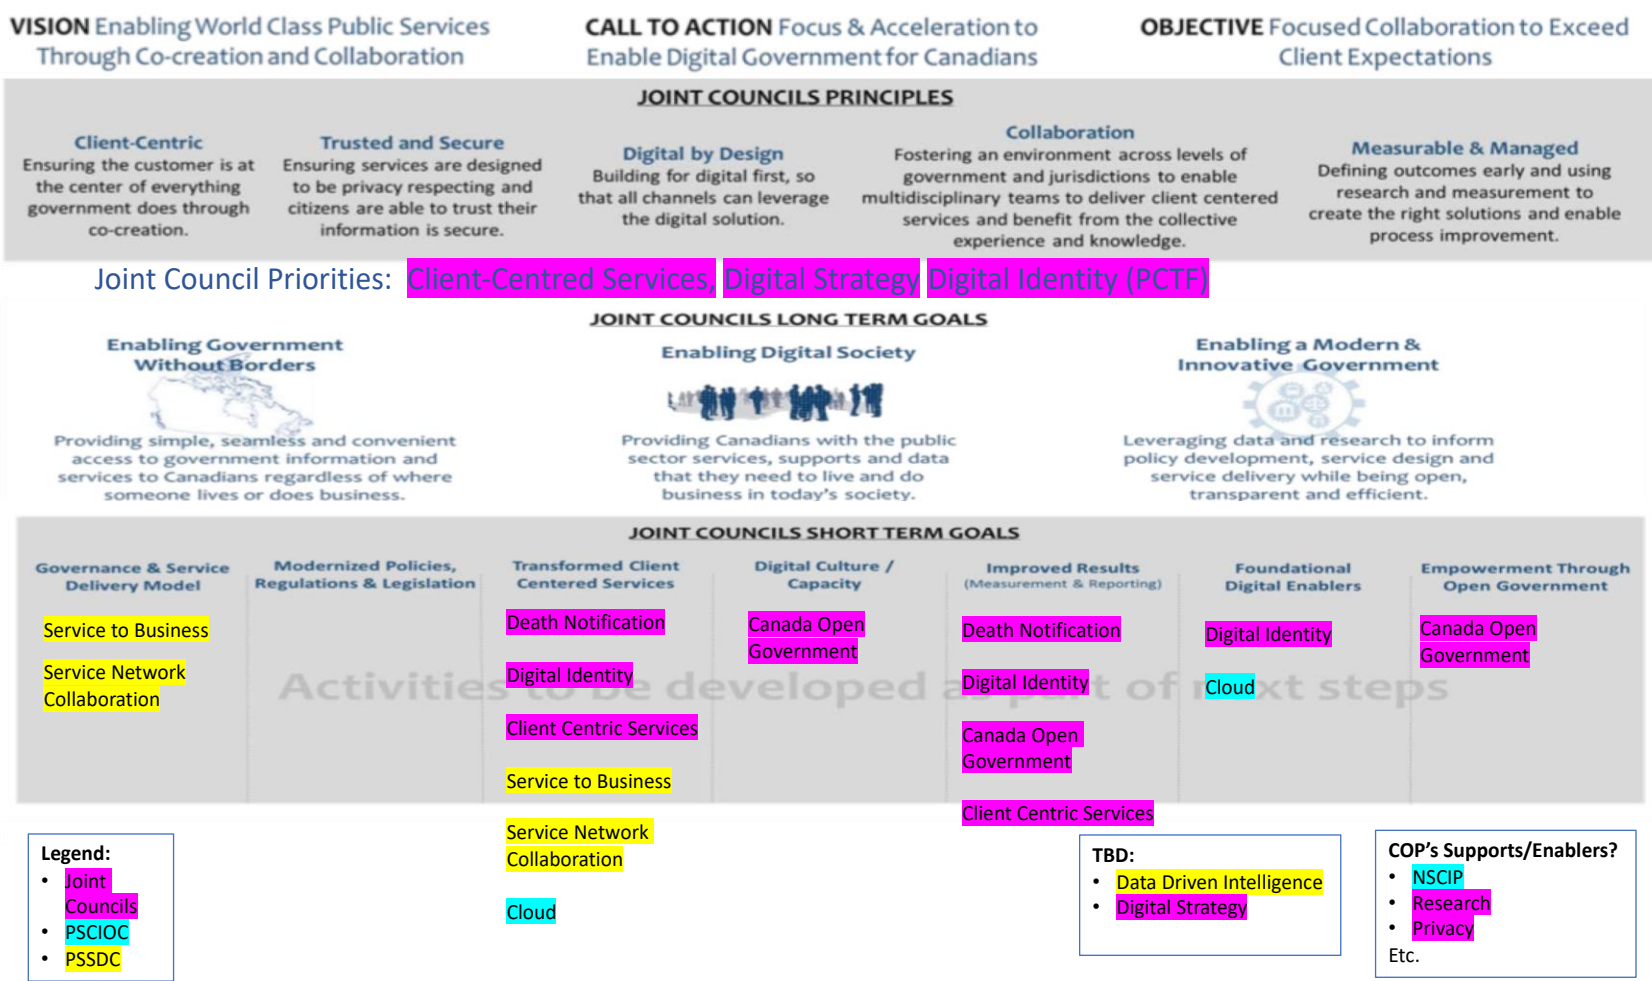 VISION Enabling World Class Public Services
Through Co-creation and Collaboration
CALL TO ACTION Focus & Acceleration to
Enable Digital Government for Canadians
OBJECTIVE Focused Collaboration to Exceed
Client Expectations
JOINT COUNCILS PRINCIPLES
Client-Centric
Ensuring the customer is at
the center of everything
government does through
co-creation.
Trusted and Secure
Ensuring services are designed
to be privacy respecting and
citizens are able to trust their
information is secure.
Digital by Design
Building for digital first, so
that all channels can leverage
the digital solution.
Collaboration
Fostering an environment across levels of
government and jurisdictions to enable
multidisciplinary teams to deliver client centered
services and benefit from the collective
experience and knowledge.
Measurable & Managed
Defining outcomes early and using
research and measurement to
create the right solutions and enable
process improvement.
Joint Council Priorities: Client-Centred Services, Digital Strategy Digital Identity (PCTF)
JOINT COUNCILS LONG TERM GOALS
Enabling Government
Without Borders
Providing simple, seamless and convenient
access to government information and
services to Canadians regardless of where
someone lives or does business.
Enabling Digital Society
Providing Canadians with the public
sector services, supports and data
that they need to live and do
business in today's society.
Enabling a Modern &
Innovative Government
Leveraging data and research to inform
policy development, service design and
service delivery while being open,
transparent and efficient.
JOINT COUNCILS SHORT TERM GOALS
Governance & Service
Delivery Model
Service to Business
Service Network
Collaboration
Modernized Policies,
Regulations & Legislation
Transformed Client
Centered Services
Death Notification
Digital Identity
Client Centric Services
Service to Business
Service Network
Collaboration
Cloud
Digital Culture /
Capacity
Canada Open
Government
Improved Results
(Measurement & Reporting)
Death Notification
Digital Identity
Canada Open
Government
Client Centric Services
Foundational
Digital Enablers
Digital Identity
Cloud
Empowerment Through
Open Government
Canada Open
Government
Activities to be developed as part of next steps
Legend:
• Joint
Councils
• PSCIOC
• PSSDC
TBD:
• Data Driven Intelligence
• Digital Strategy
COP's Supports/Enablers?
• NSCIP
• Research
• Privacy
Etc.